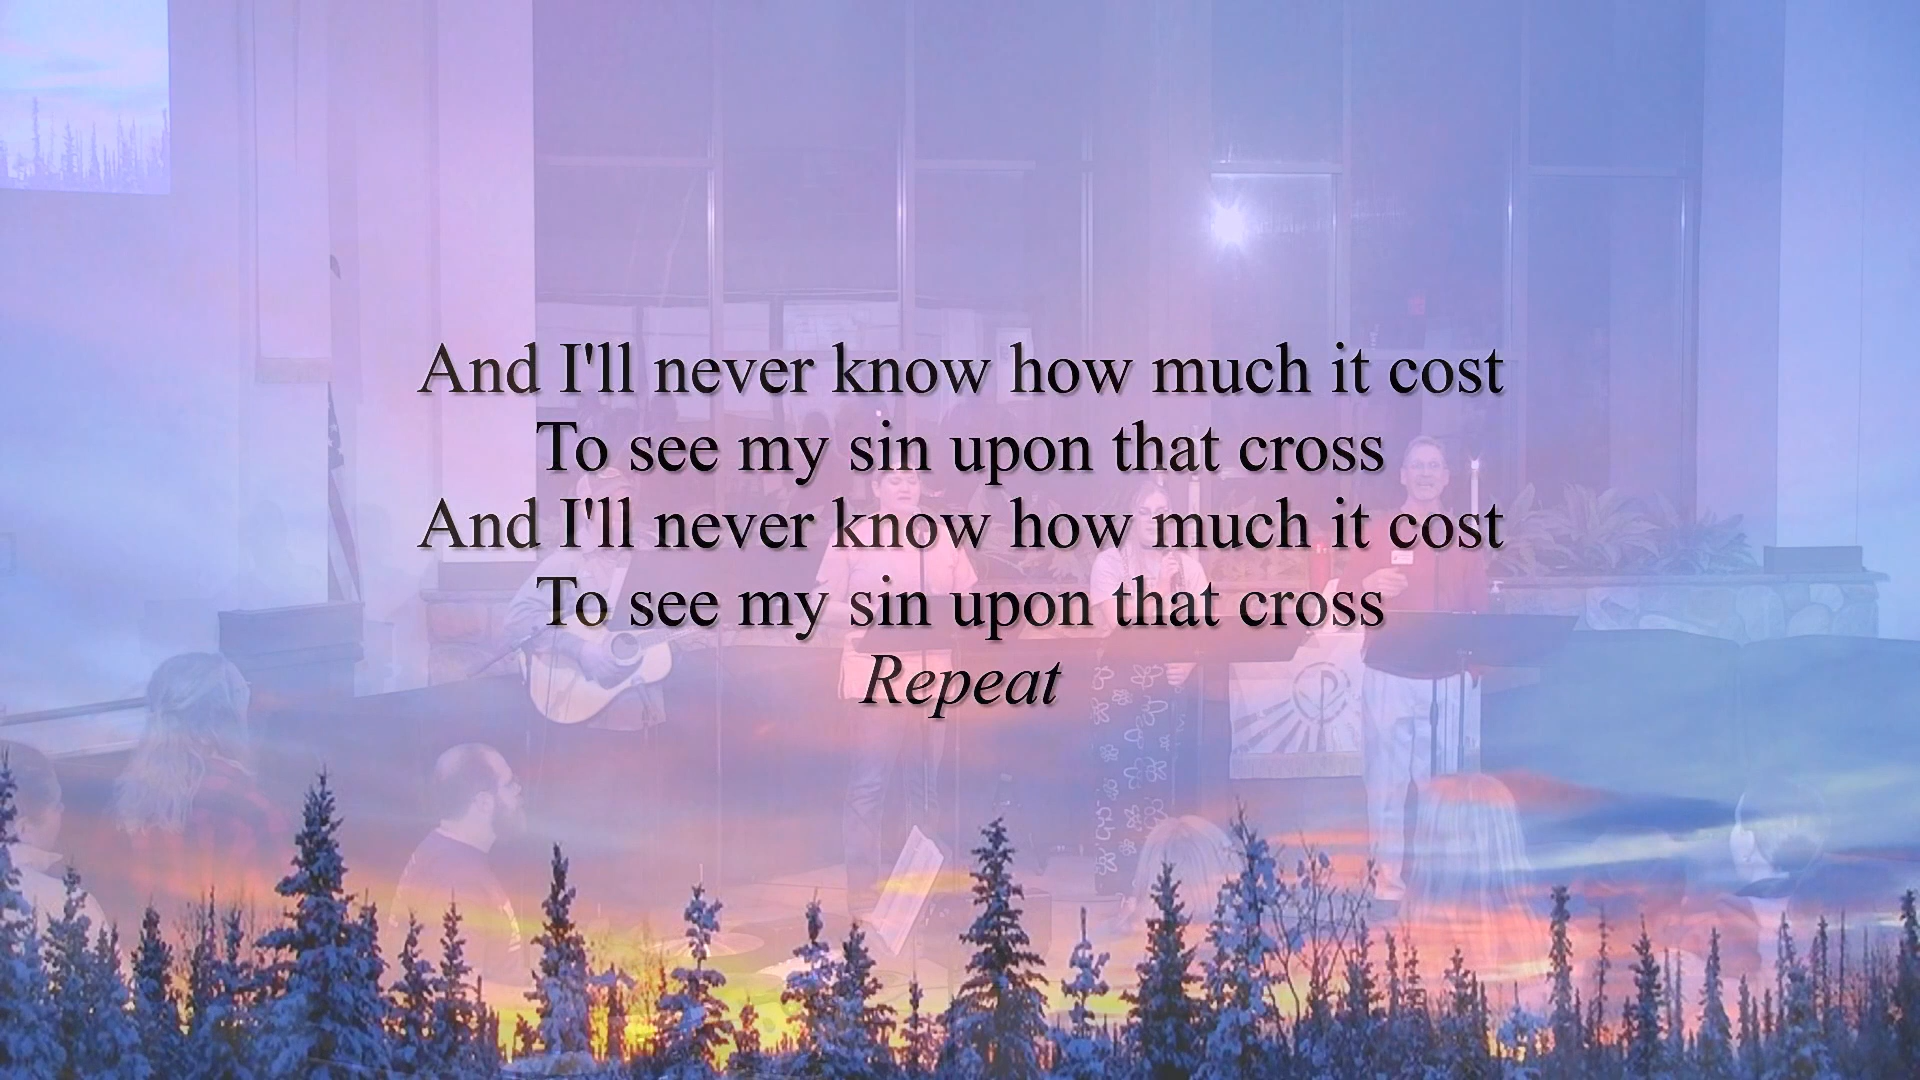 And I'll never know how much it cost
To see my sin upon that cross
And I'll never know how much it cost
To see my sin upon that cross
Repeat